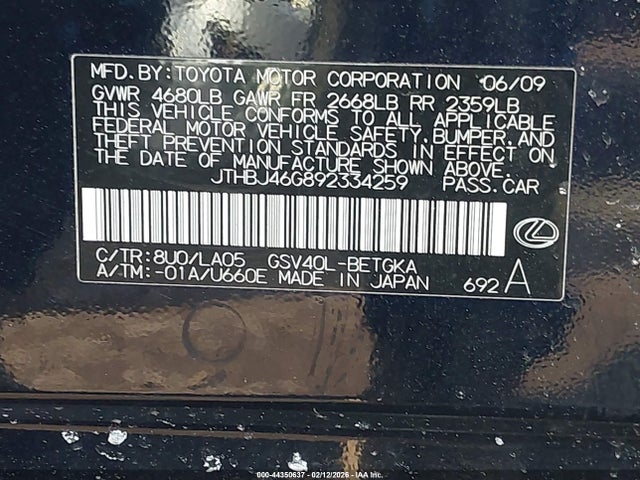 MFD.BY:TOYOTA MOTOR CORPORATION 06/09
GVWR 4680LB GAWR FR 2668LB RR 2359LB
THIS VEHICLE CONFORMS TO ALL APPLICABLE
FEDERAL MOTOR VEHICLE SAFETY, BUMPER, AND
THEFT PREVENTION STANDARDS IN EFFECT ON
THE DATE OF MANUFACTURE SHOWN ABOVE.
JTHBJ46G892334259 PASS.CAR
C/TR:8U0/LA05 GSV40L-BETGKA
A/TM:-01A/U660E MADE IN JAPAN 692 A
000-44350637 - 02/12/2026 - IAA Inc.